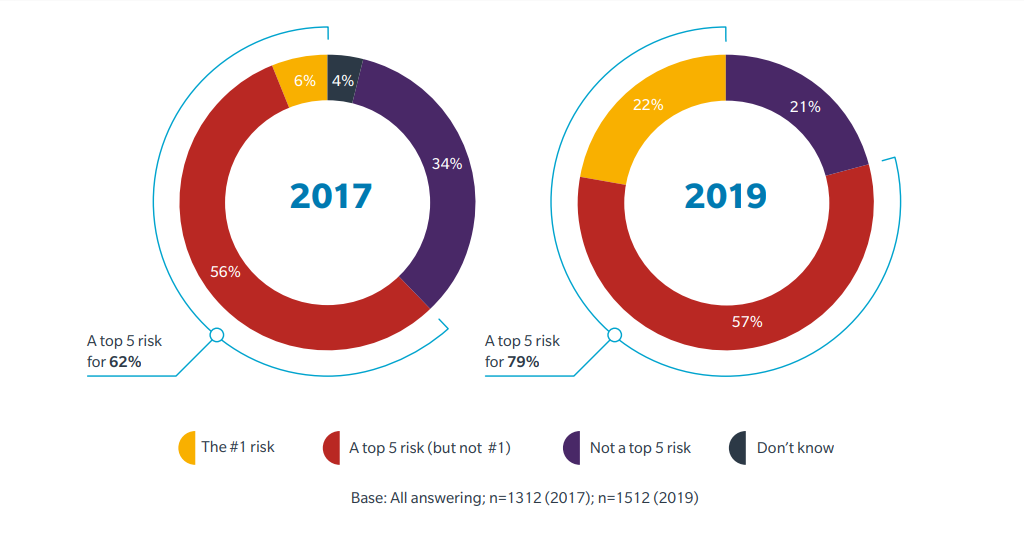 6%
4%
34%
2017
56%
A top 5 risk
for 62%
22%
21%
2019
57%
A top 5 risk
for 79%
The #1 risk
A top 5 risk (but not #1)
Not a top 5 risk
Don't know
Base: All answering; n=1312 (2017); n=1512 (2019)